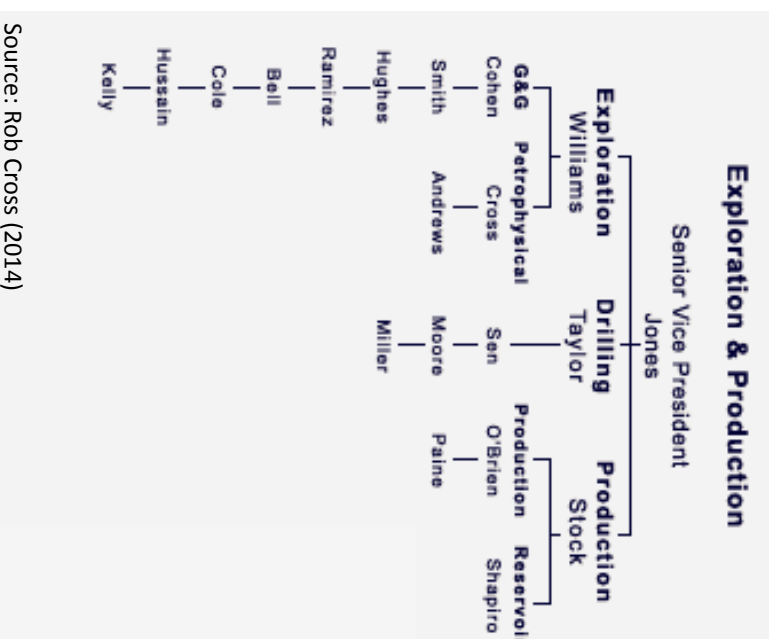 Exploration & Production
Senior Vice President
Jones
Exploration
Williams
Drilling
Taylor
Production
Stock
G&G
Cohen
Smith
Hughes
Ramirez
Bell
Cole
Hussain
Kelly
Petrophysical
Cross
Andrews
Sen
Moore
Miller
Production
O'Brien
Paine
Reservoi
Shapiro
Source: Rob Cross (2014)